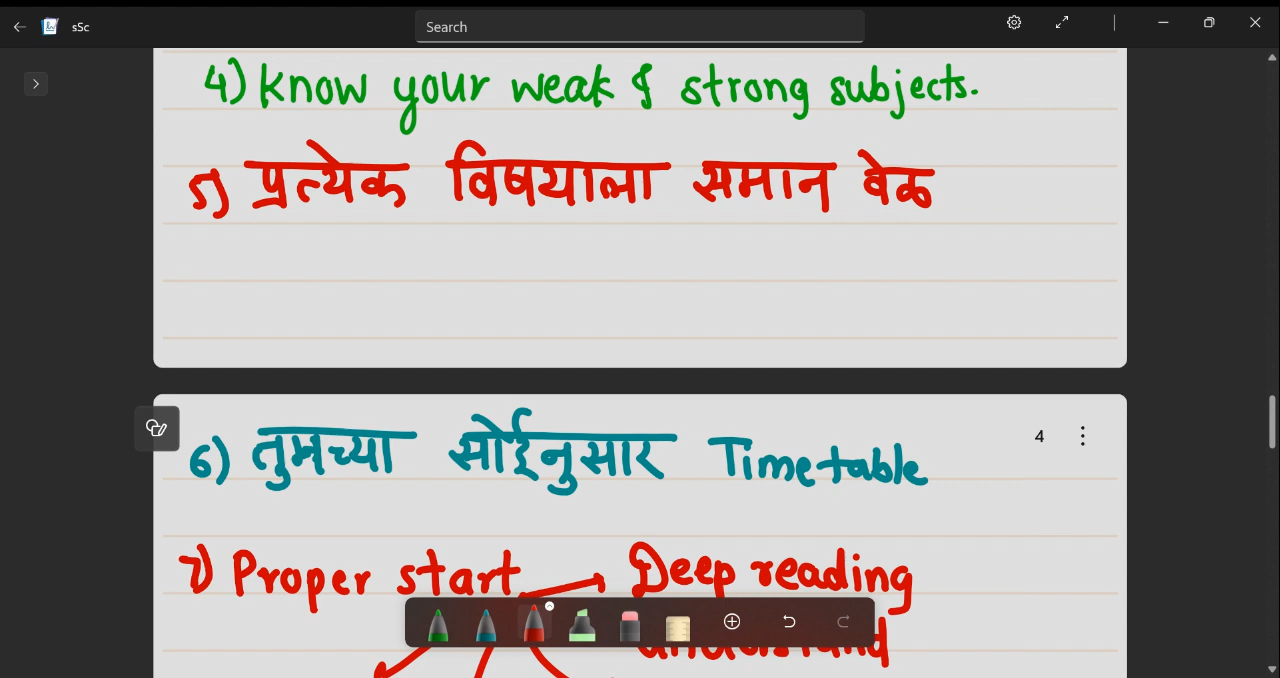 sSc
Search
4) Know your weak & strong subjects.
5) प्रत्येक विषयाला समान वेळ
4
6) तुमच्या सोईनुसार Timetable
7) Proper start → Deep reading